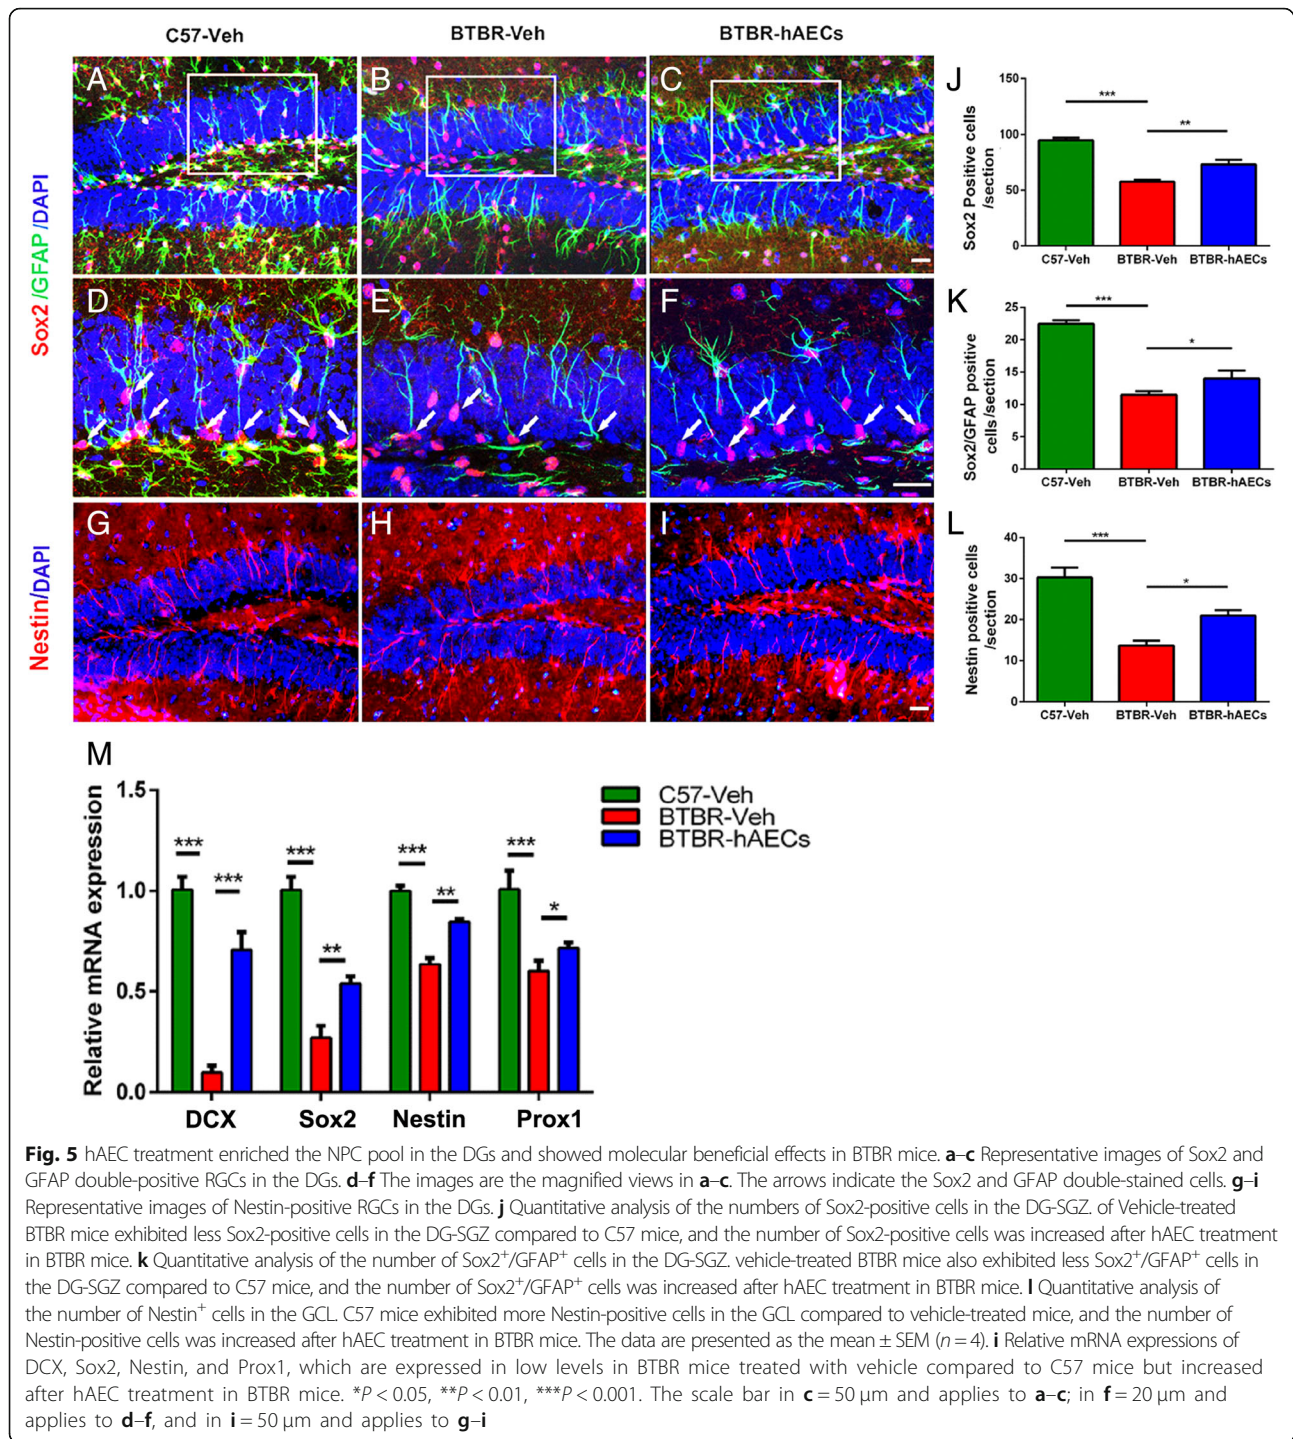 C57-Veh
BTBR-Veh
BTBR-hAECs
Sox2/GFAP/DAPI
A
B
C
D
E
F
Nestin/DAPI
G
H
I
J
Sox2 Positive cells
/section
150
100
50
0
***
**
C57-Veh
BTBR-Veh
BTBR-hAECs
K
Sox2/GFAP positive
cells/section
25
20
15
10
5
0
***
*
C57-Veh
BTBR-Veh
BTBR-hAECs
L
Nestin positive cells
/section
40
30
20
10
0
***
*
C57-Veh
BTBR-Veh
BTBR-hAECs
M
Relative mRNA expression
1.5
1.0
0.5
0.0
***
***
***
**
***
**
***
*
DCX
Sox2
Nestin
Prox1
C57-Veh
BTBR-Veh
BTBR-hAECs
Fig. 5 hAEC treatment enriched the NPC pool in the DGs and showed molecular beneficial effects in BTBR mice. a–c Representative images of Sox2 and
GFAP double-positive RGCs in the DGs. d–f The images are the magnified views in a–c. The arrows indicate the Sox2 and GFAP double-stained cells. g–i
Representative images of Nestin-positive RGCs in the DGs. j Quantitative analysis of the numbers of Sox2-positive cells in the DG-SGZ. of Vehicle-treated
BTBR mice exhibited less Sox2-positive cells in the DG-SGZ compared to C57 mice, and the number of Sox2-positive cells was increased after hAEC treatment
in BTBR mice. k Quantitative analysis of the number of Sox2⁺/GFAP⁺ cells in the DG-SGZ. vehicle-treated BTBR mice also exhibited less Sox2⁺/GFAP⁺ cells in
the DG-SGZ compared to C57 mice, and the number of Sox2⁺/GFAP⁺ cells was increased after hAEC treatment in BTBR mice. l Quantitative analysis of
the number of Nestin⁺ cells in the GCL. C57 mice exhibited more Nestin-positive cells in the GCL compared to vehicle-treated mice, and the number of
Nestin-positive cells was increased after hAEC treatment in BTBR mice. The data are presented as the mean ± SEM (n = 4). i Relative mRNA expressions of
DCX, Sox2, Nestin, and Prox1, which are expressed in low levels in BTBR mice treated with vehicle compared to C57 mice but increased
after hAEC treatment in BTBR mice. *P < 0.05, **P < 0.01, ***P < 0.001. The scale bar in c = 50 μm and applies to a–c; in f = 20 μm and
applies to d–f, and in i = 50 μm and applies to g–i